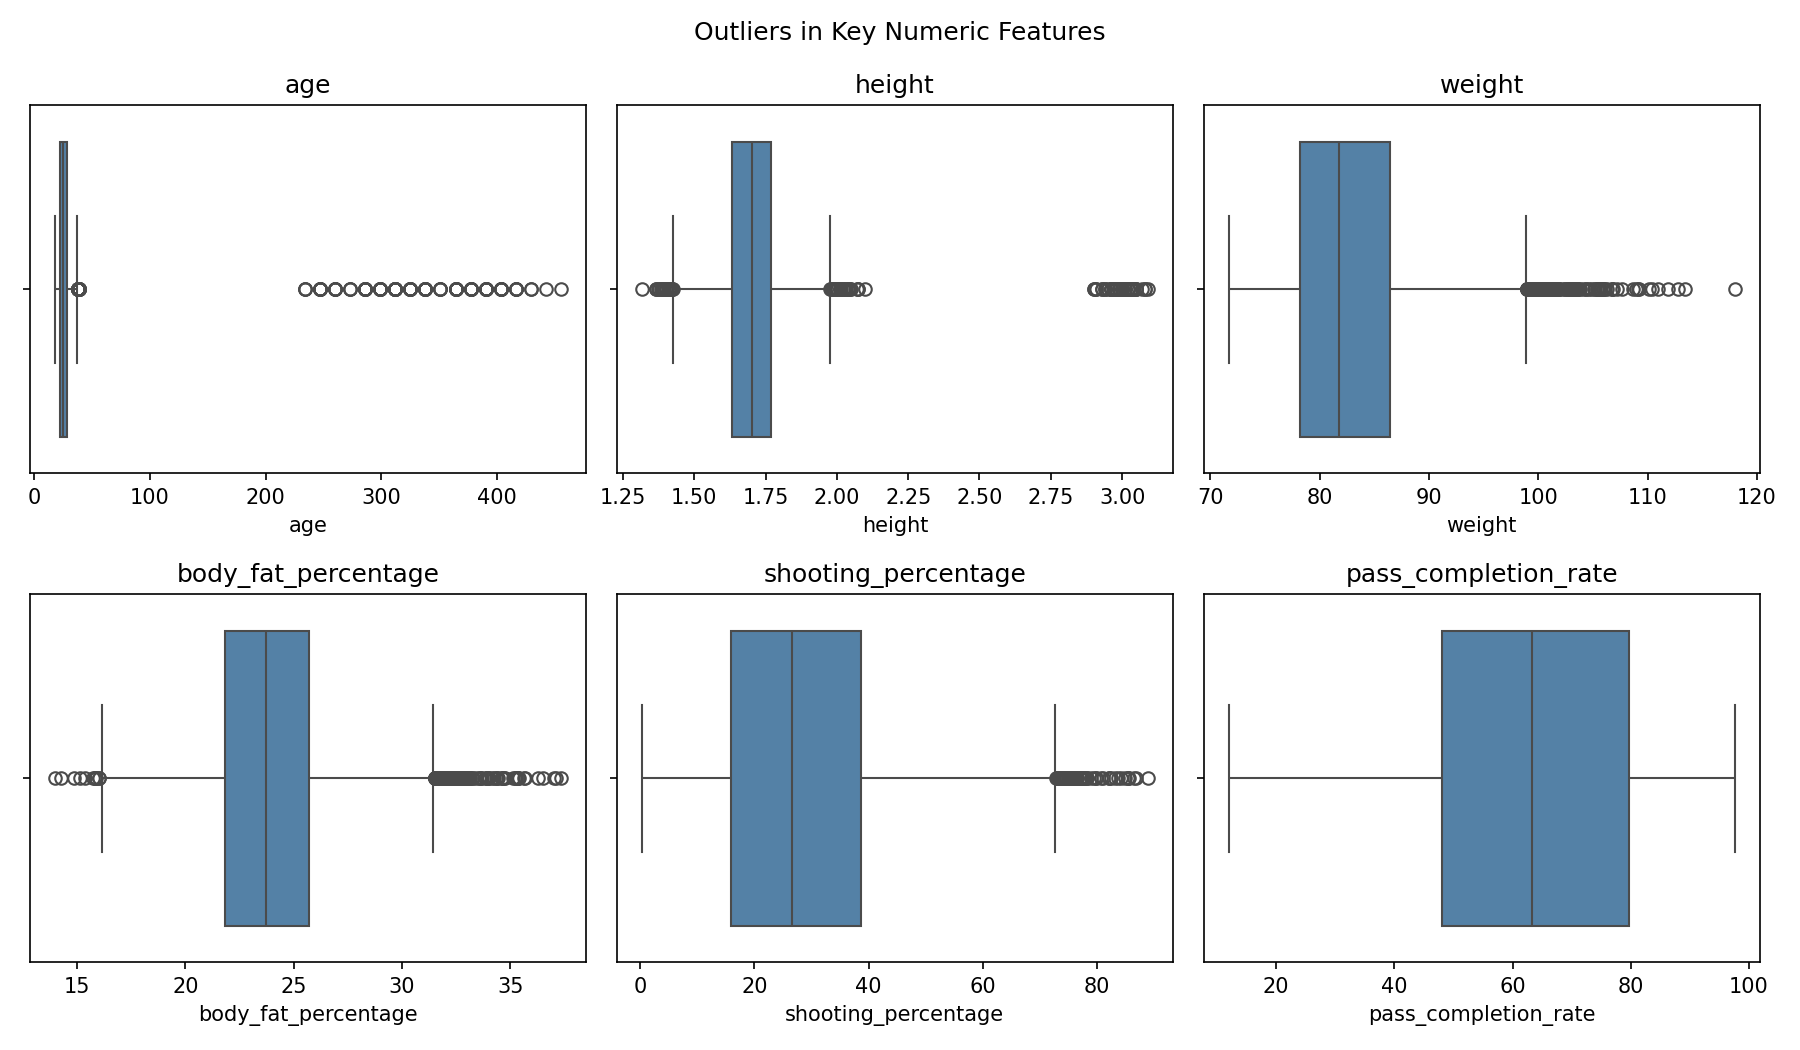 Outliers in Key Numeric Features
age
height
weight
0 100 200 300 400
1.25 1.50 1.75 2.00 2.25 2.50 2.75 3.00
70 80 90 100 110 120
age
height
weight
body_fat_percentage
shooting_percentage
pass_completion_rate
15 20 25 30 35
0 20 40 60 80
20 40 60 80 100
body_fat_percentage
shooting_percentage
pass_completion_rate